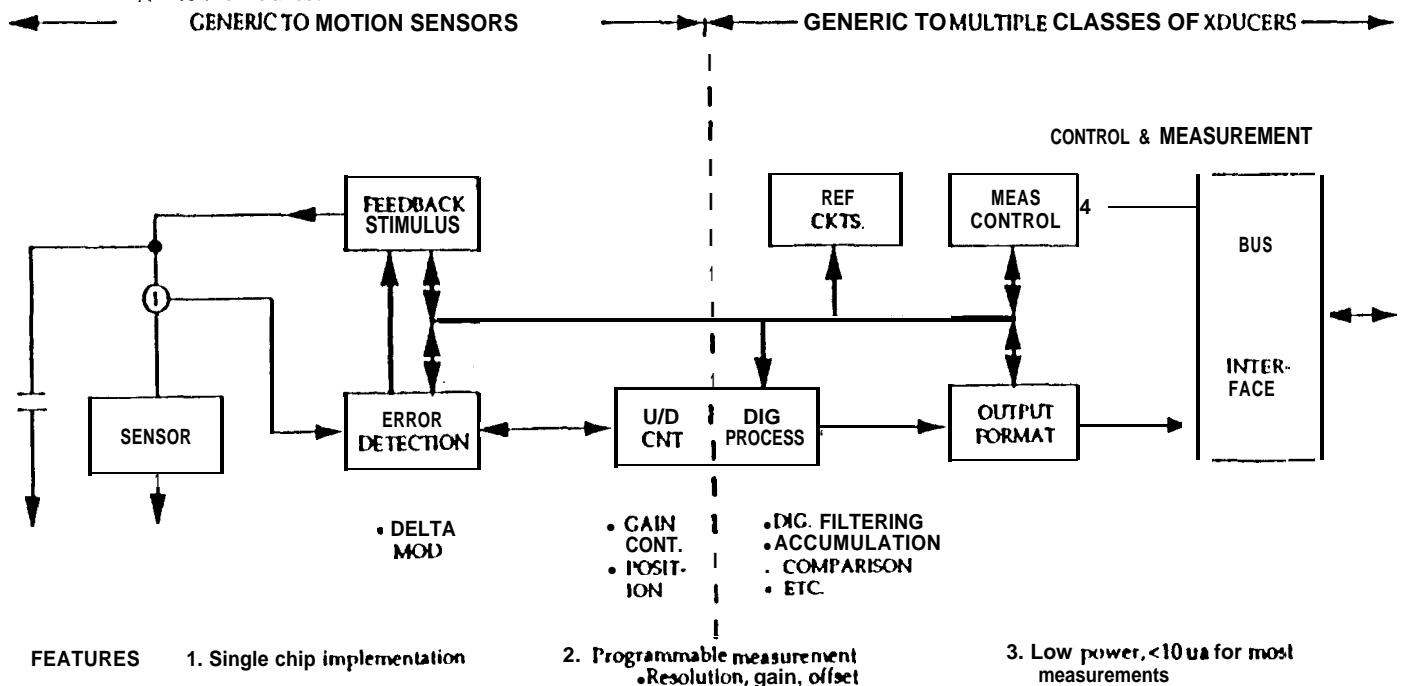 GENERIC TO MOTION SENSORS
GENERIC TO MULTIPLE CLASSES OF XDUCERS
CONTROL & MEASUREMENT
FEEDBACK
STIMULUS
REF
CKTS.
MEAS
CONTROL
4
BUS
INTER-
FACE
1
SENSOR
ERROR
DETECTION
U/D
CNT
DIG
PROCESS
OUTPUT
FORMAT
• DELTA
MOD
• GAIN
CONT.
• POSIT-
ION
• DIG. FILTERING
• ACCUMULATION
. COMPARISON
• ETC.
FEATURES
1. Single chip implementation
2. Programmable measurement
• Resolution, gain, offset
3. Low power, <10 ua for most
measurements